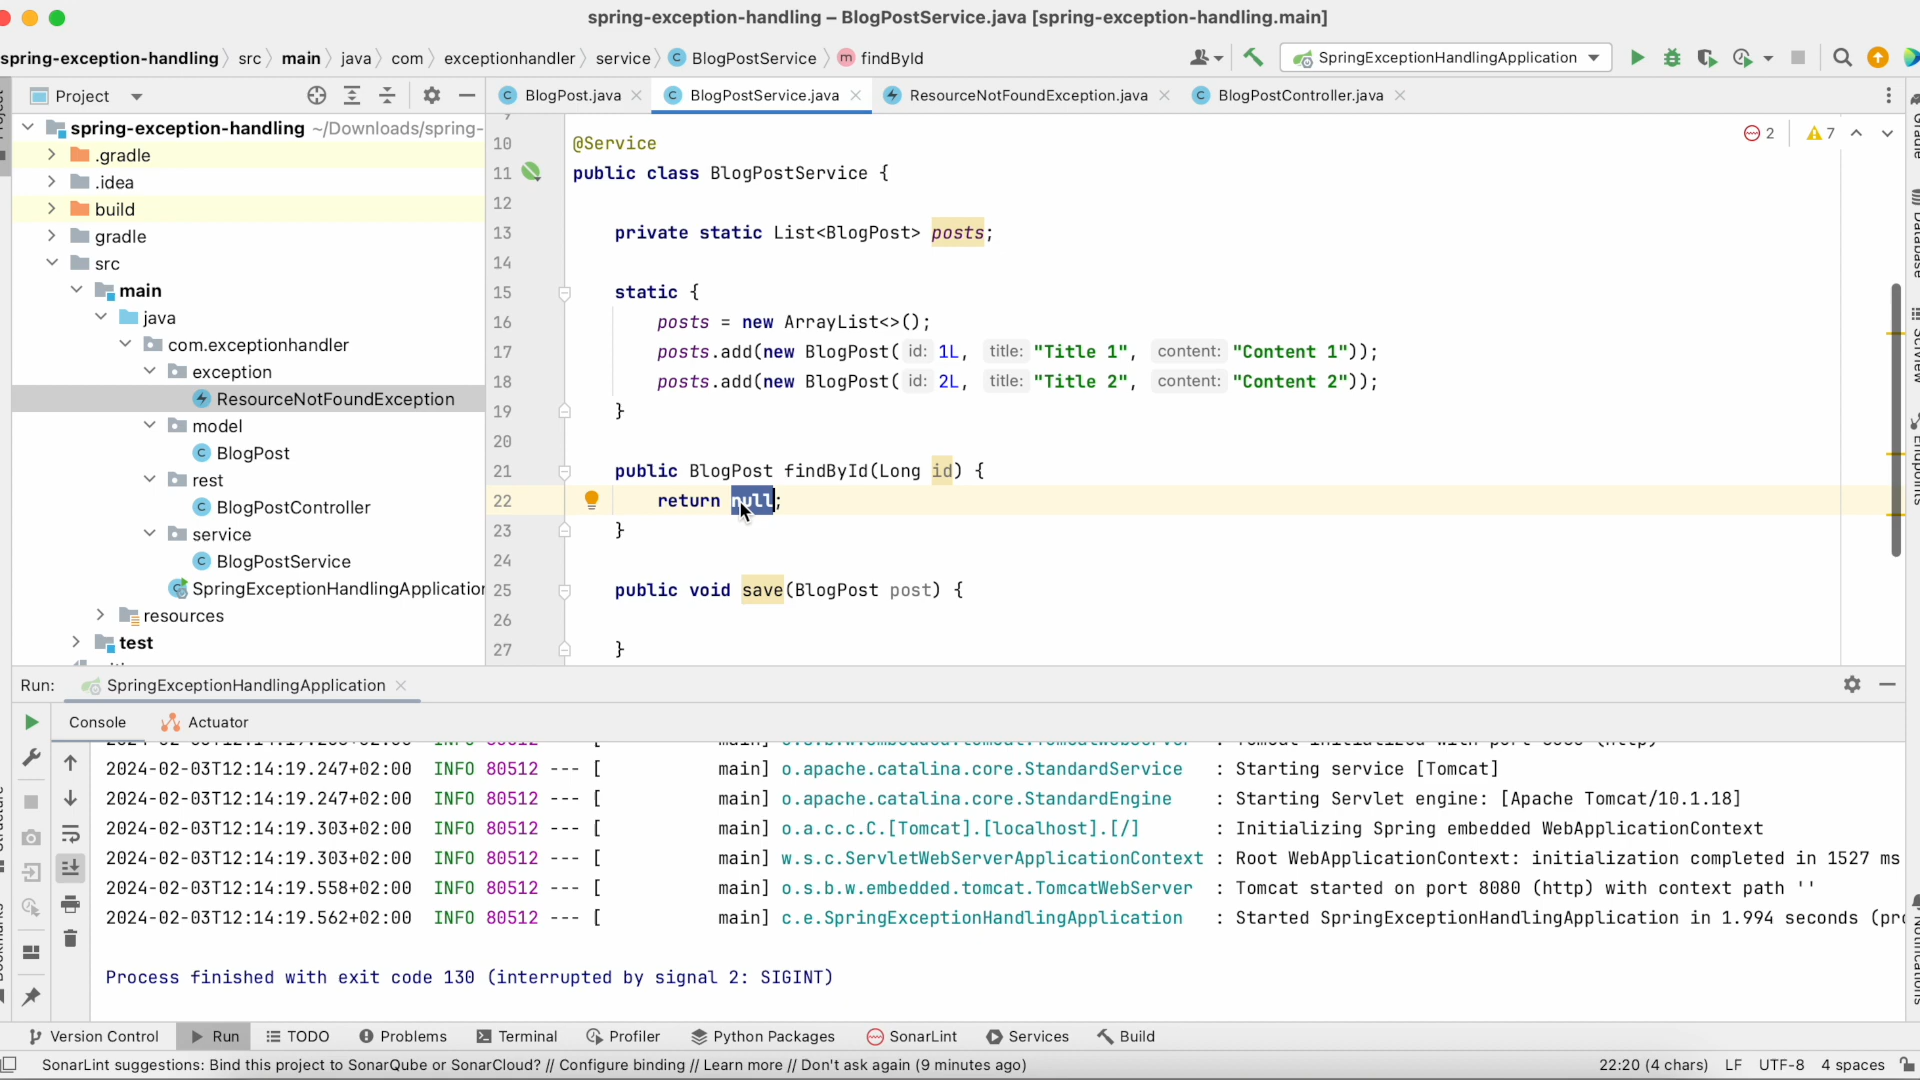 spring-exception-handling – BlogPostService.java [spring-exception-handling.main]
spring-exception-handling src main java com exceptionhandler service BlogPostService findById SpringExceptionHandlingApplication
Project BlogPost.java BlogPostService.java ResourceNotFoundException.java BlogPostController.java
spring-exception-handling ~/Downloads/spring-
.gradle
.idea
build
gradle
src
main
java
com.exceptionhandler
exception
ResourceNotFoundException
model
BlogPost
rest
BlogPostController
service
BlogPostService
SpringExceptionHandlingApplication
resources
test
2 7
10 @Service
11 public class BlogPostService {
12
13 private static List<BlogPost> posts;
14
15 static {
16 posts = new ArrayList<>();
17 posts.add(new BlogPost( id: 1L, title: "Title 1", content: "Content 1"));
18 posts.add(new BlogPost( id: 2L, title: "Title 2", content: "Content 2"));
19 }
20
21 public BlogPost findById(Long id) {
22 return null;
23 }
24
25 public void save(BlogPost post) {
26
27 }
Gradle
Database
SciView
Endpoints
Notifications
Run: SpringExceptionHandlingApplication
Console Actuator
2024-02-03T12:14:19.247+02:00 INFO 80512 --- [ main] o.apache.catalina.core.StandardService : Starting service [Tomcat]
2024-02-03T12:14:19.247+02:00 INFO 80512 --- [ main] o.apache.catalina.core.StandardEngine : Starting Servlet engine: [Apache Tomcat/10.1.18]
2024-02-03T12:14:19.303+02:00 INFO 80512 --- [ main] o.a.c.c.C.[Tomcat].[localhost].[/] : Initializing Spring embedded WebApplicationContext
2024-02-03T12:14:19.303+02:00 INFO 80512 --- [ main] w.s.c.ServletWebServerApplicationContext : Root WebApplicationContext: initialization completed in 1527 ms
2024-02-03T12:14:19.558+02:00 INFO 80512 --- [ main] o.s.b.w.embedded.tomcat.TomcatWebServer : Tomcat started on port 8080 (http) with context path ''
2024-02-03T12:14:19.562+02:00 INFO 80512 --- [ main] c.e.SpringExceptionHandlingApplication : Started SpringExceptionHandlingApplication in 1.994 seconds (pro
Process finished with exit code 130 (interrupted by signal 2: SIGINT)
Version Control Run TODO Problems Terminal Profiler Python Packages SonarLint Services Build
SonarLint suggestions: Bind this project to SonarQube or SonarCloud? // Configure binding // Learn more // Don't ask again (9 minutes ago) 22:20 (4 chars) LF UTF-8 4 spaces